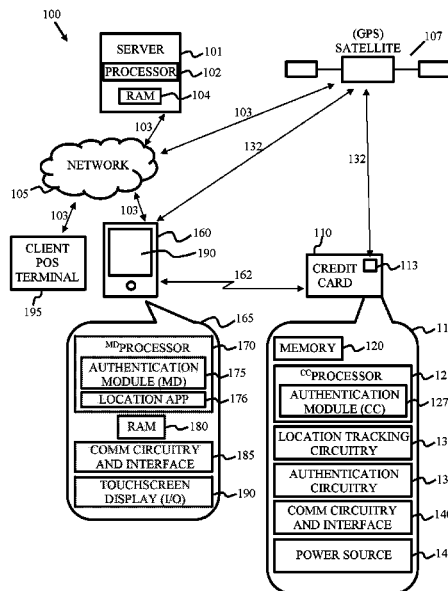 100
SERVER
101
PROCESSOR
102
RAM
104
(GPS)
SATELLITE
107
103
103
132
132
NETWORK
105
103
103
CLIENT
POS
TERMINAL
195
160
190
162
110
CREDIT
CARD
113
165
MDPROCESSOR
170
AUTHENTICATION
MODULE (MD)
175
LOCATION APP
176
RAM
180
COMM CIRCUITRY
AND INTERFACE
185
TOUCHSCREEN
DISPLAY (I/O)
190
MEMORY
120
CCPROCESSOR
AUTHENTICATION
MODULE (CC)
127
LOCATION TRACKING
CIRCUITRY
AUTHENTICATION
CIRCUITRY
COMM CIRCUITRY
AND INTERFACE
POWER SOURCE